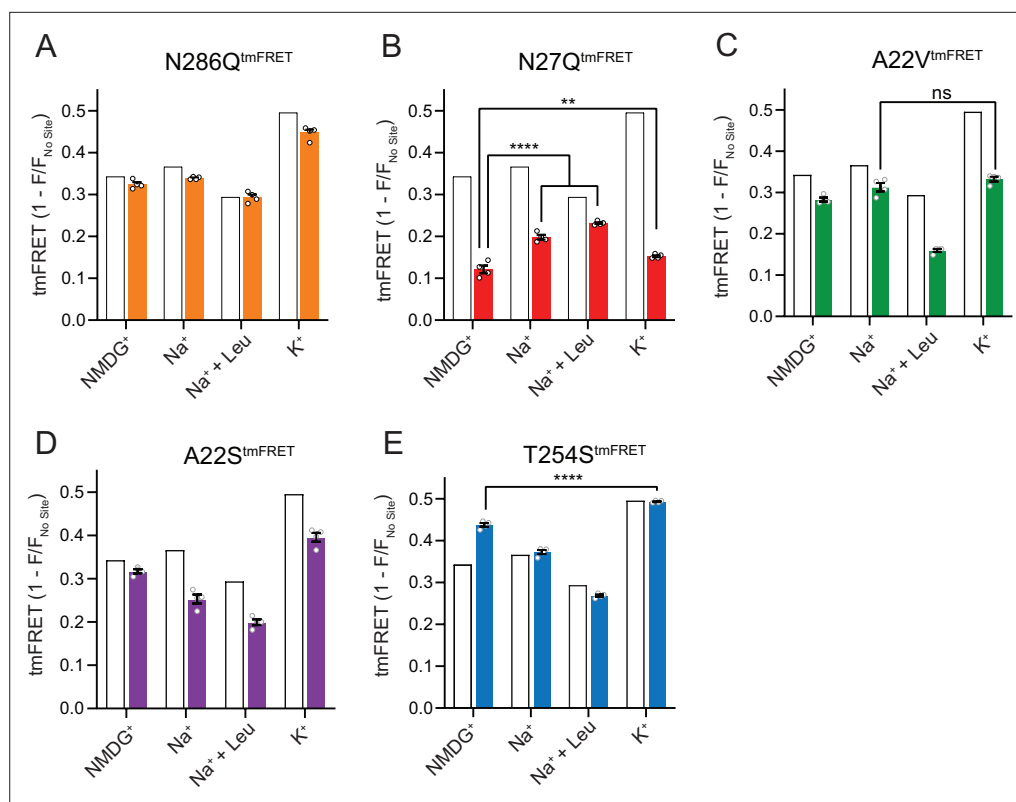 A
N286Q^tmFRET
tmFRET (1 - F/F_No Site)
0.5
0.4
0.3
0.2
0.1
0.0
NMDG⁺
Na⁺
Na⁺ + Leu
K⁺
B
N27Q^tmFRET
tmFRET (1 - F/F_No Site)
0.5
0.4
0.3
0.2
0.1
0.0
**
****
NMDG⁺
Na⁺
Na⁺ + Leu
K⁺
C
A22V^tmFRET
tmFRET (1 - F/F_No Site)
0.5
0.4
0.3
0.2
0.1
0.0
ns
NMDG⁺
Na⁺
Na⁺ + Leu
K⁺
D
A22S^tmFRET
tmFRET (1 - F/F_No Site)
0.5
0.4
0.3
0.2
0.1
0.0
NMDG⁺
Na⁺
Na⁺ + Leu
K⁺
E
T254S^tmFRET
tmFRET (1 - F/F_No Site)
0.5
0.4
0.3
0.2
0.1
0.0
****
NMDG⁺
Na⁺
Na⁺ + Leu
K⁺